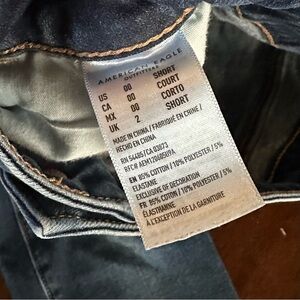 AMERICAN EAGLE
OUTFITTERS
US 00 SHORT
CA 00 COURT
MX 00 CORTO
UK 2 SHORT
MADE IN CHINA / FABRIQUÉ EN CHINE /
HECHO EN CHINA
RN 54485/CA 03073
EN 85% COTTON / 10% POLYESTER / 5%
ELASTANE
EXCLUSIVE OF DECORATION
FR 85% COTON / 10% POLYESTER / 5%
ÉLASTHANNE
À L'EXCEPTION DE LA GARNITURE